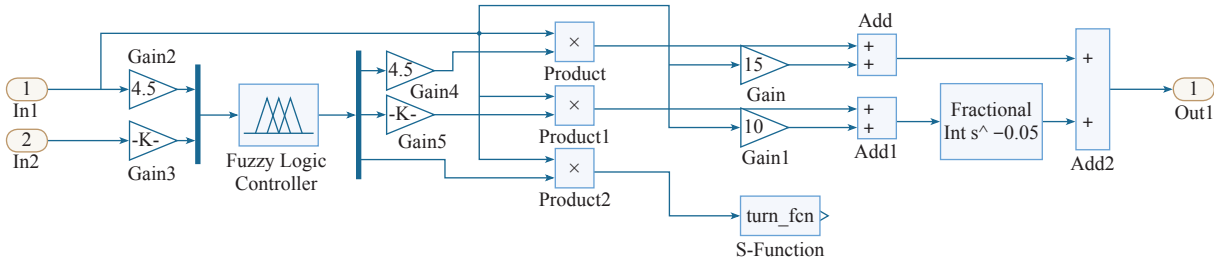 1
In1
2
In2
Gain2
4.5
-K-
Gain3
Fuzzy Logic
Controller
4.5
Gain4
-K-
Gain5
×
Product
×
Product1
×
Product2
15
Gain
10
Gain1
turn_fcn
S-Function
Add
+
+
+
+
Add1
Fractional
Int s^ −0.05
+
+
Add2
1
Out1